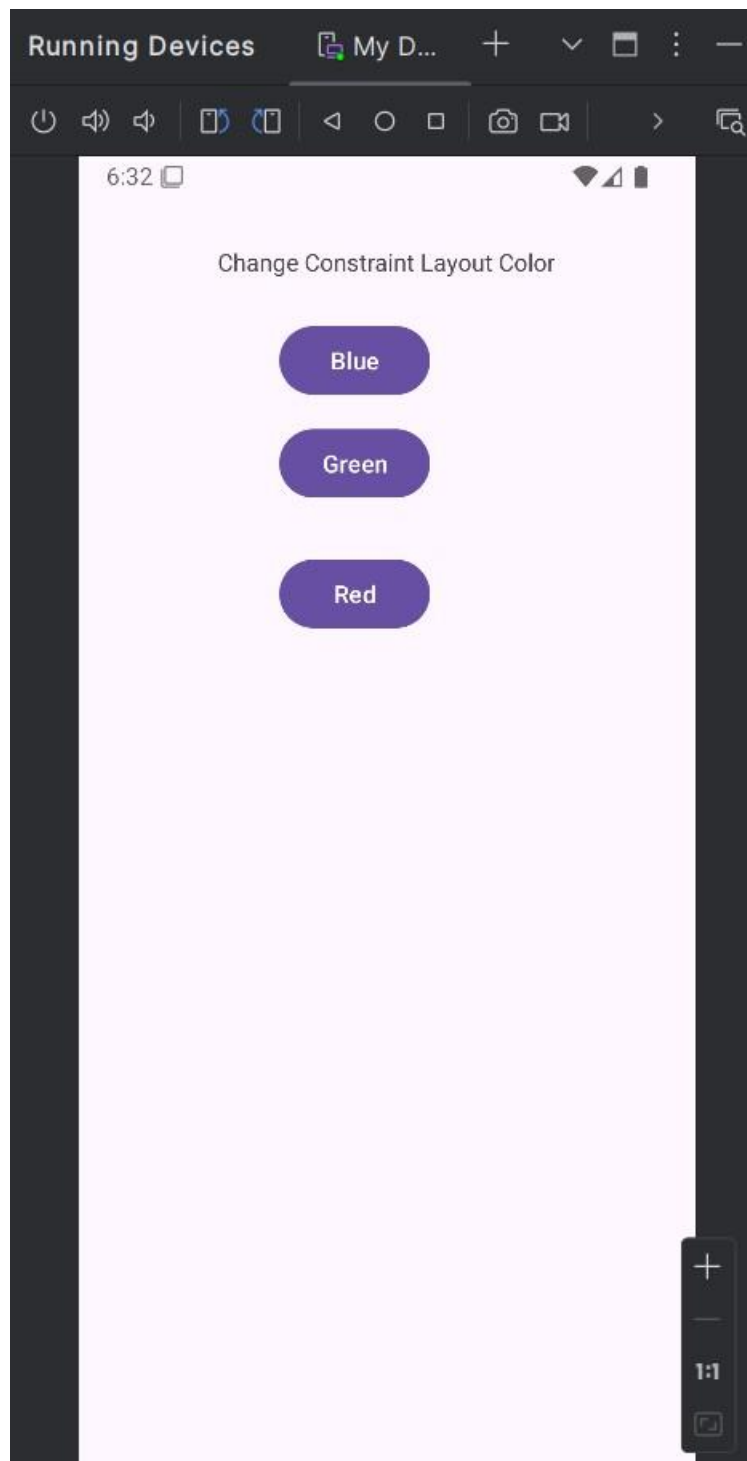 Running Devices My D...
6:32
Change Constraint Layout Color
Blue
Green
Red
1:1